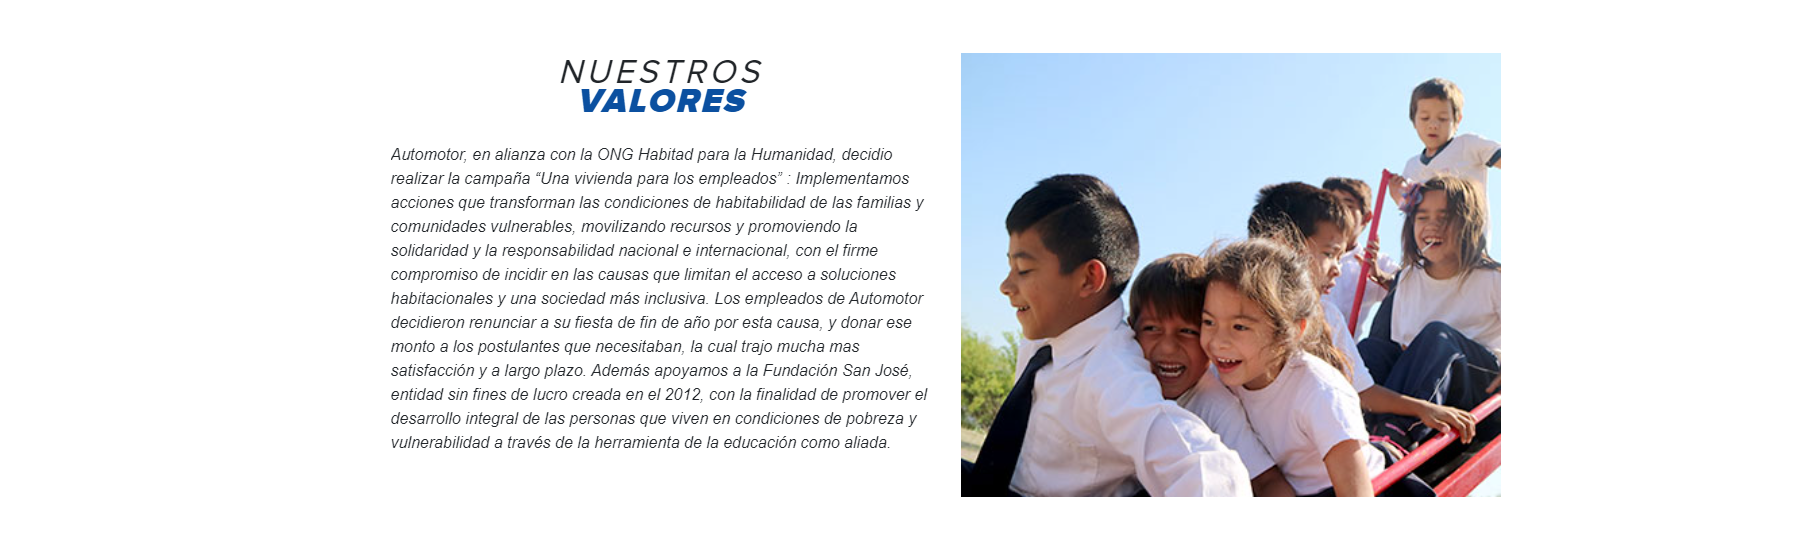 NUESTROS
VALORES
Automotor, en alianza con la ONG Habitad para la Humanidad, decidio
realizar la campaña “Una vivienda para los empleados” : Implementamos
acciones que transforman las condiciones de habitabilidad de las familias y
comunidades vulnerables, movilizando recursos y promoviendo la
solidaridad y la responsabilidad nacional e internacional, con el firme
compromiso de incidir en las causas que limitan el acceso a soluciones
habitacionales y una sociedad más inclusiva. Los empleados de Automotor
decidieron renunciar a su fiesta de fin de año por esta causa, y donar ese
monto a los postulantes que necesitaban, la cual trajo mucha mas
satisfacción y a largo plazo. Además apoyamos a la Fundación San José,
entidad sin fines de lucro creada en el 2012, con la finalidad de promover el
desarrollo integral de las personas que viven en condiciones de pobreza y
vulnerabilidad a través de la herramienta de la educación como aliada.